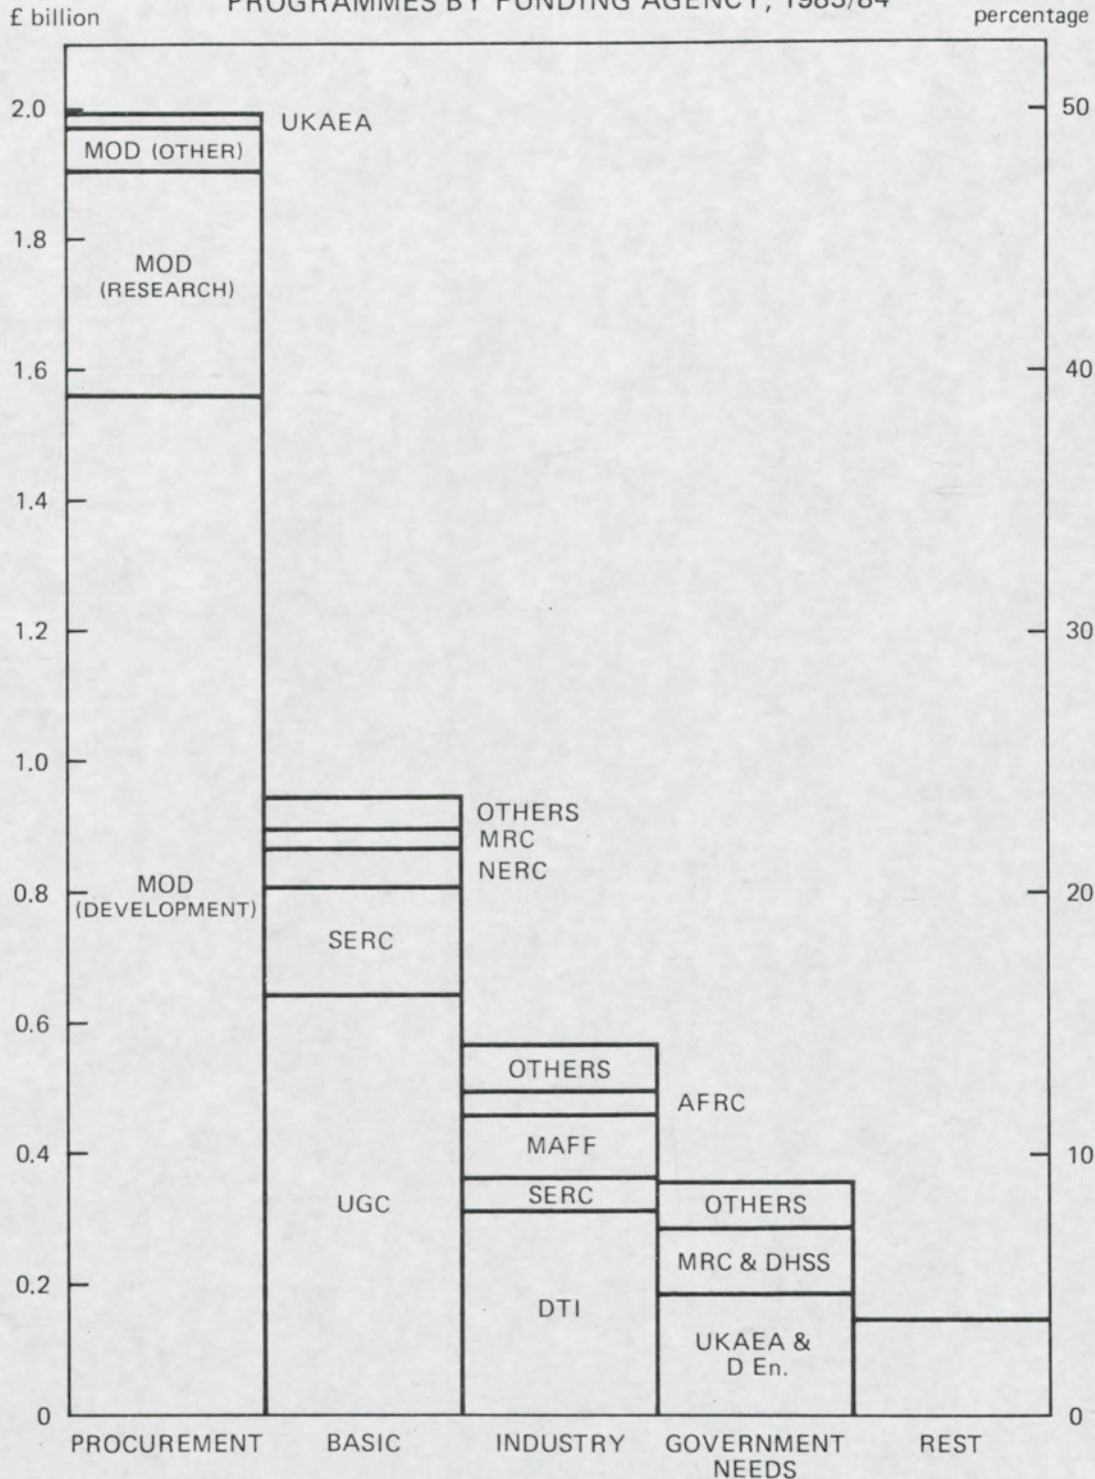 PROGRAMMES BY FUNDING AGENCY, 1983/84
£ billion
percentage
2.0
1.8
1.6
1.4
1.2
1.0
0.8
0.6
0.4
0.2
0
UKAEA
MOD (OTHER)
MOD
(RESEARCH)
MOD
(DEVELOPMENT)
OTHERS
MRC
NERC
SERC
UGC
OTHERS
AFRC
MAFF
SERC
DTI
OTHERS
MRC & DHSS
UKAEA &
D En.
50
40
30
20
10
0
PROCUREMENT
BASIC
INDUSTRY
GOVERNMENT
NEEDS
REST